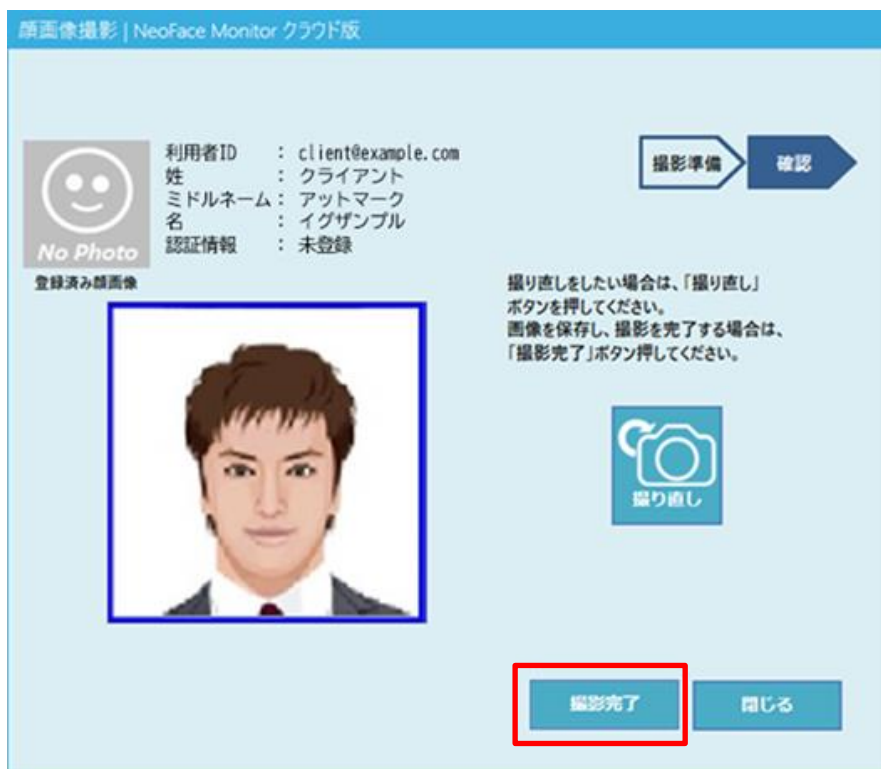 顔画像撮影 | NeoFace Monitor クラウド版
利用者ID : client@example.com
姓 : クライアント
ミドルネーム : アットマーク
名 : イグザンプル
認証情報 : 未登録
No Photo
登録済み顔画像
撮影準備
確認
撮り直しをしたい場合は、「撮り直し」
ボタンを押してください。
画像を保存し、撮影を完了する場合は、
「撮影完了」ボタン押してください。
撮り直し
撮影完了
閉じる